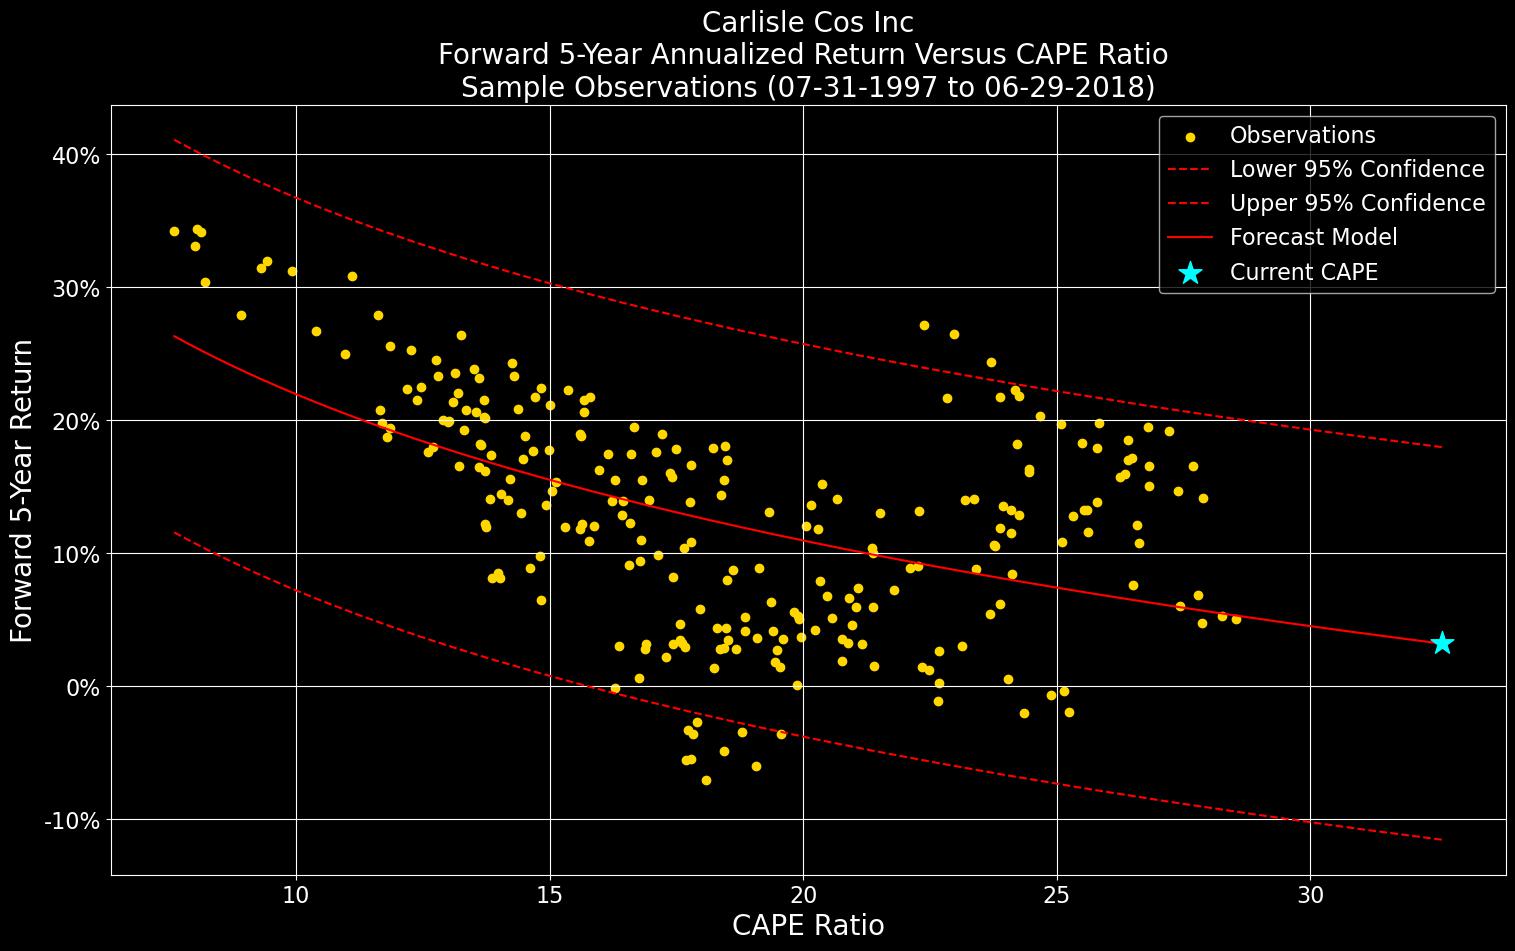 Carlisle Cos Inc
Forward 5-Year Annualized Return Versus CAPE Ratio
Sample Observations (07-31-1997 to 06-29-2018)
Observations
Lower 95% Confidence
Upper 95% Confidence
Forecast Model
Current CAPE
Forward 5-Year Return
40%
30%
20%
10%
0%
-10%
10 15 20 25 30
CAPE Ratio